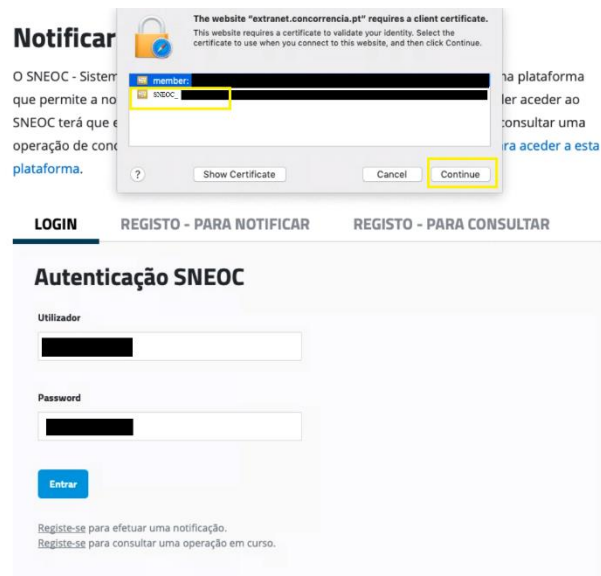 The website "extranet.concorrencia.pt" requires a client certificate.
This website requires a certificate to validate your identity. Select the
certificate to use when you connect to this website, and then click Continue.
member:
SNEOC_
? Show Certificate Cancel Continue
Notificar
O SNEOC - Sistem na plataforma
que permite a no der aceder ao
SNEOC terá que e consultar uma
operação de conc ra aceder a esta
plataforma.
LOGIN REGISTO - PARA NOTIFICAR REGISTO - PARA CONSULTAR
Autenticação SNEOC
Utilizador
Password
Entrar
Registe-se para efetuar uma notificação.
Registe-se para consultar uma operação em curso.